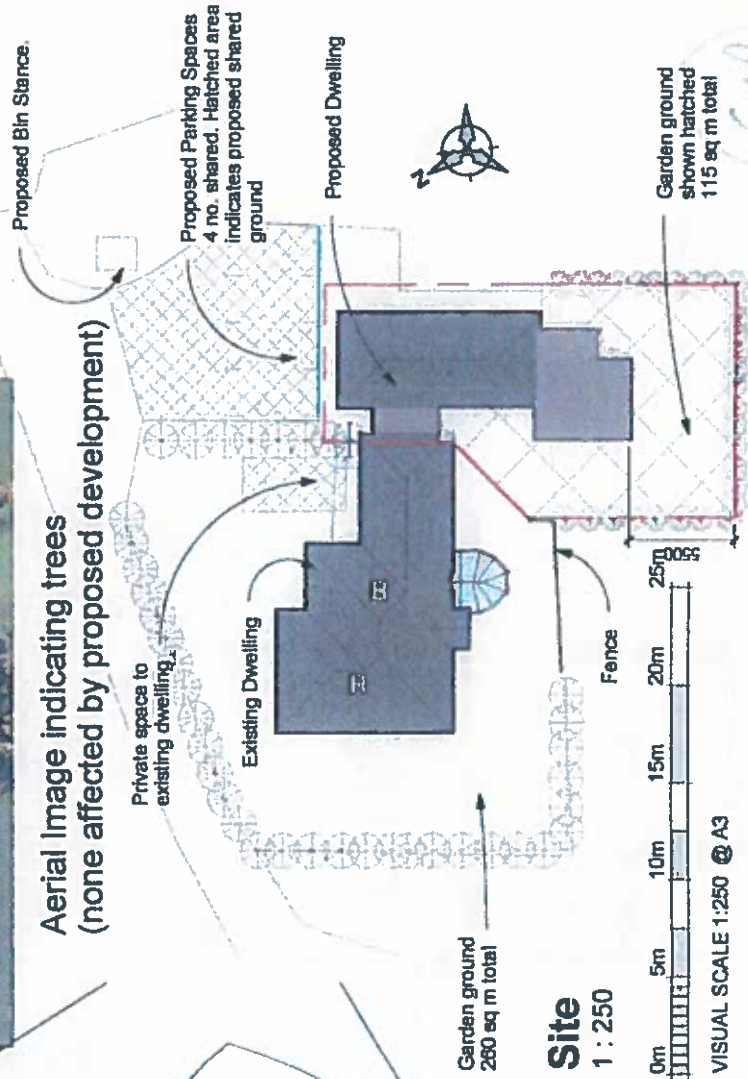 Aerial Image indicating trees
(none affected by proposed development)
Proposed Bin Stance.
Proposed Parking Spaces
4 no. shared. Hatched area
indicates proposed shared
ground
Proposed Dwelling
N
Private space to
existing dwelling
Existing Dwelling
Garden ground
shown hatched
115 sq m total
5500
Fence
Garden ground
260 sq m total
Site
1 : 250
0m
5m
10m
15m
20m
25m
VISUAL SCALE 1:250 @ A3